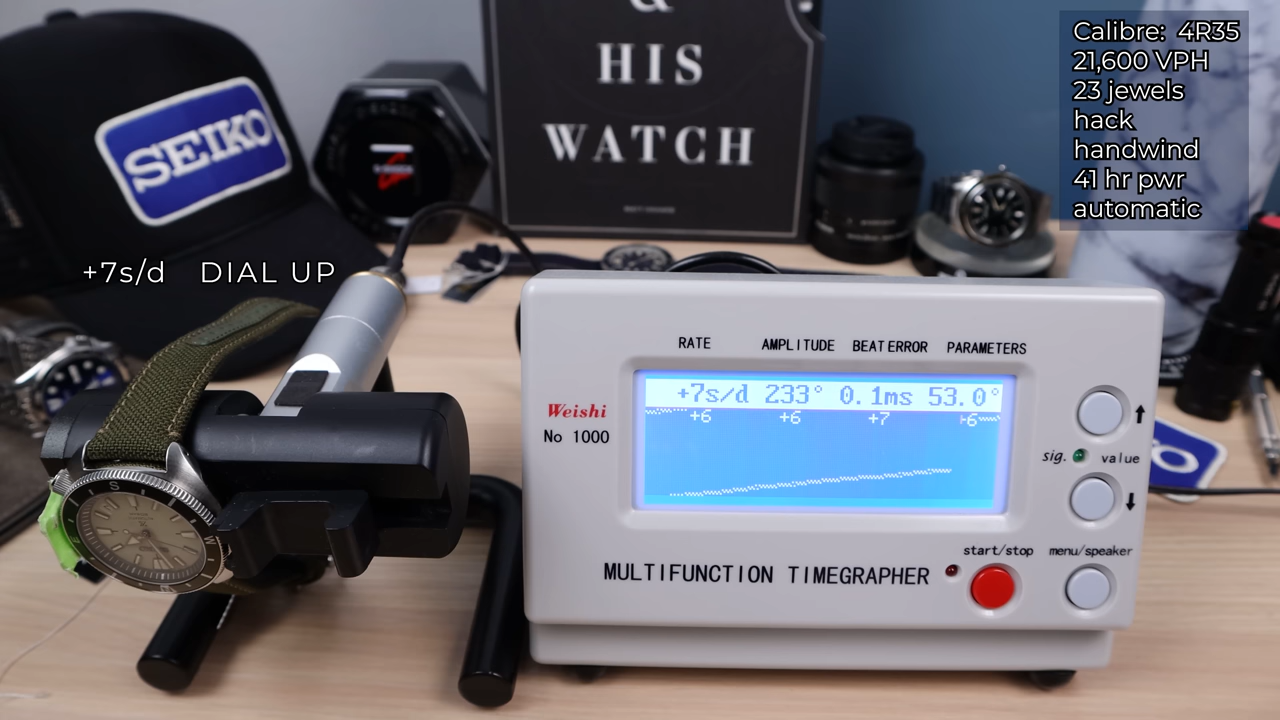 &
HIS
WATCH
Calibre: 4R35
21,600 VPH
23 jewels
hack
handwind
41 hr pwr
automatic
SEIKO
+7s/d DIAL UP
RATE AMPLITUDE BEATERROR PARAMETERS
+7s/d 233° 0.1ms 53.0°
+6 +6 +7 +6
Weishi
No 1000
sig. value
start/stop menu/speaker
MULTIFUNCTION TIMEGRAPHER